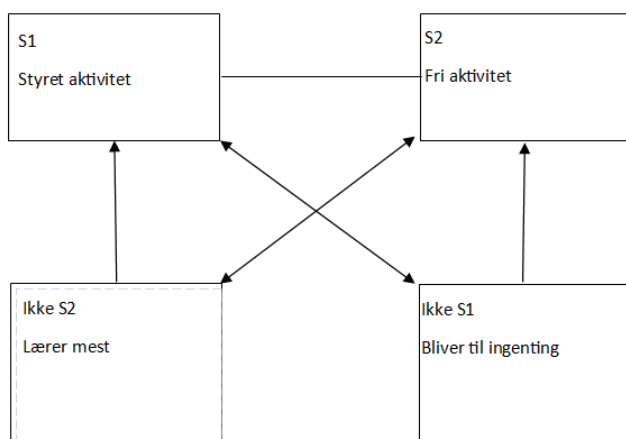 S1
Styret aktivitet
S2
Fri aktivitet
Ikke S2
Lærer mest
Ikke S1
Bliver til ingenting